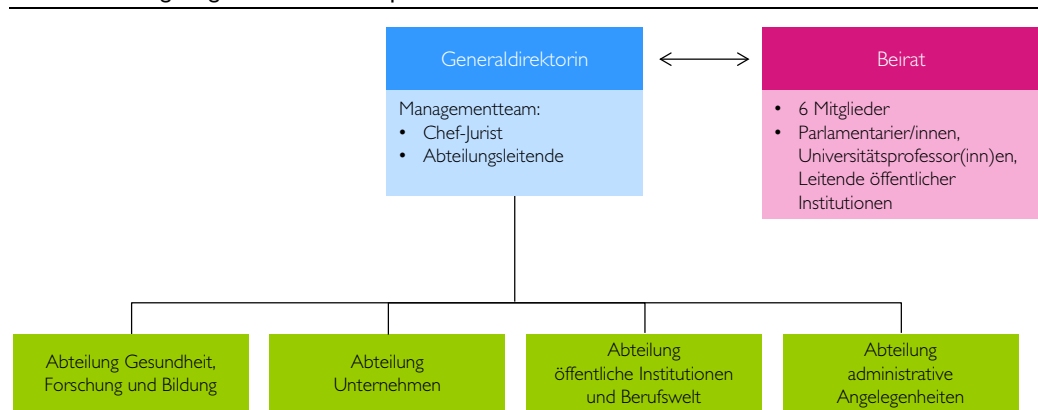 Generaldirektorin
Beirat
Managementteam:
• Chef-Jurist
• Abteilungsleitende
• 6 Mitglieder
• Parlamentarier/innen,
Universitätsprofessor(inn)en,
Leitende öffentlicher
Institutionen
Abteilung Gesundheit,
Forschung und Bildung
Abteilung
Unternehmen
Abteilung
öffentliche Institutionen
und Berufswelt
Abteilung
administrative
Angelegenheiten